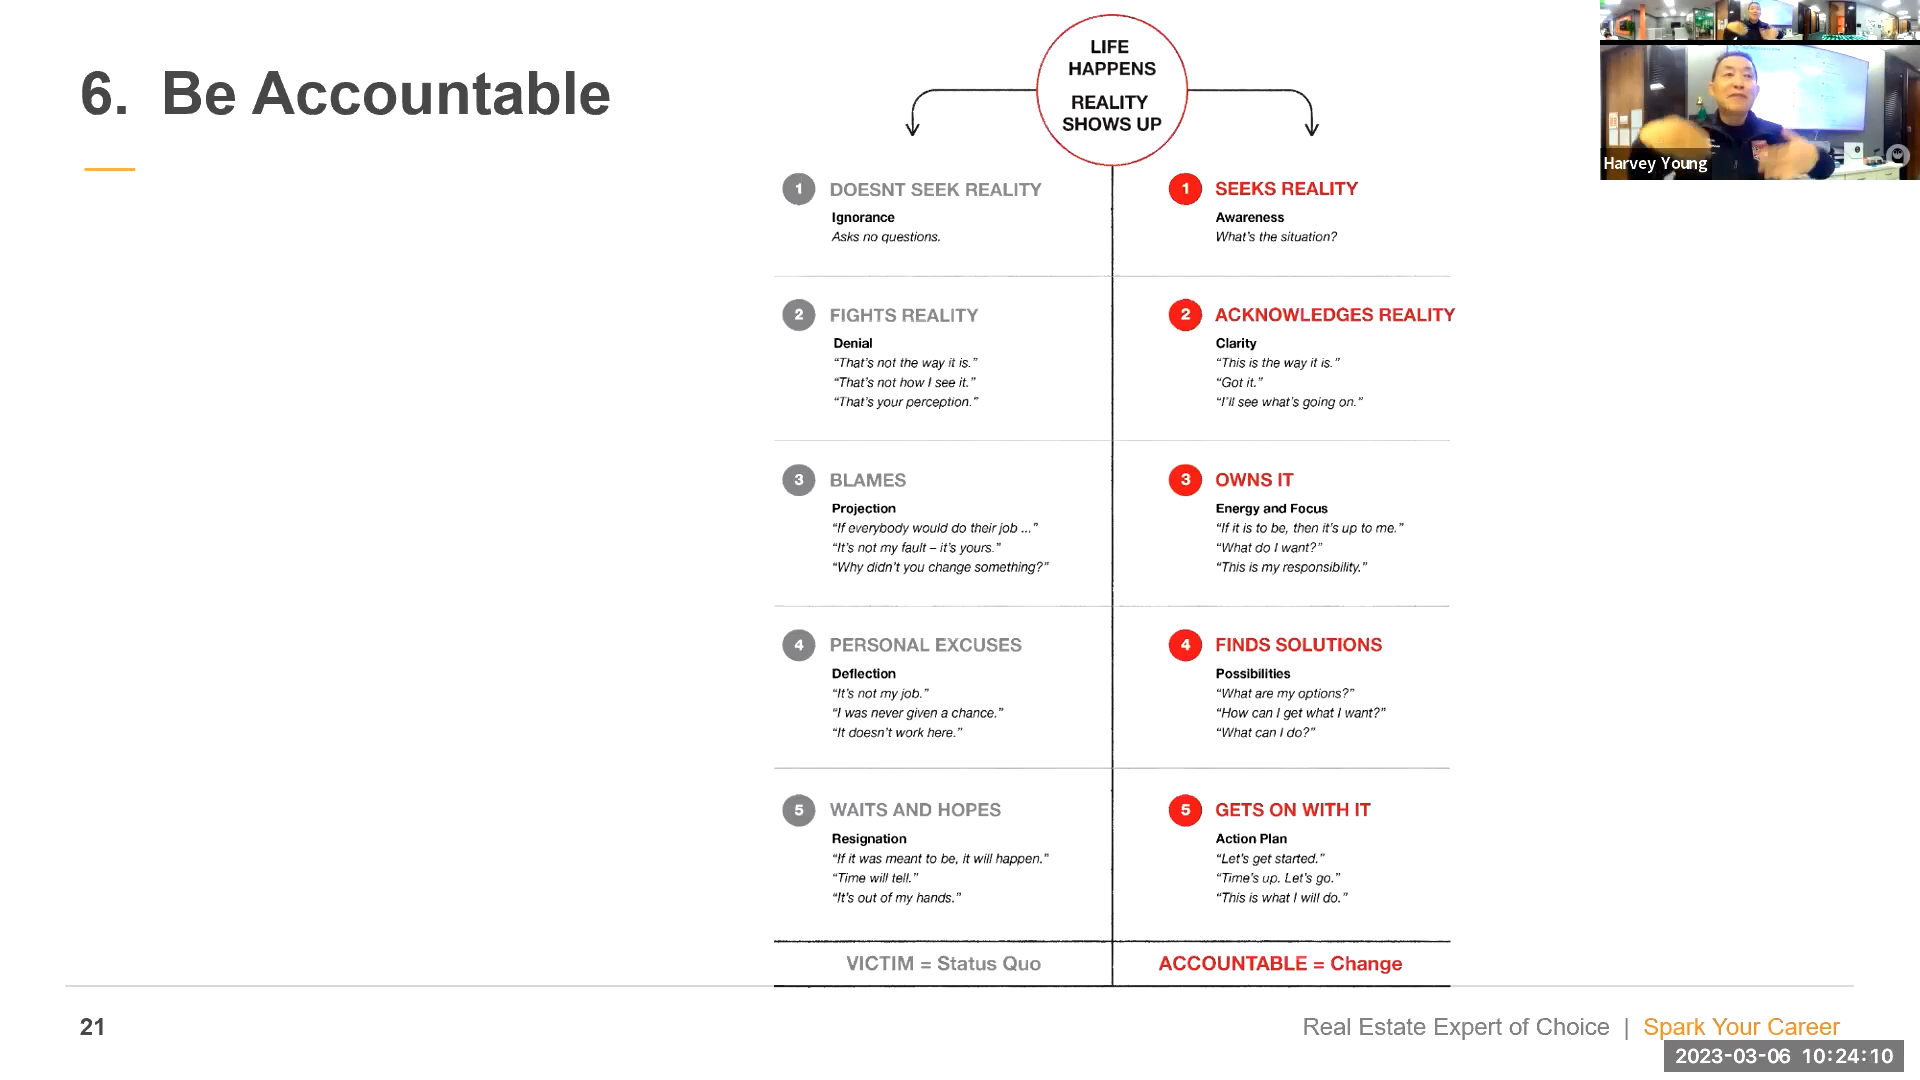 6. Be Accountable
LIFE
HAPPENS
REALITY
SHOWS UP
1 DOESNT SEEK REALITY
Ignorance
Asks no questions.
2 FIGHTS REALITY
Denial
“That’s not the way it is.”
“That’s not how I see it.”
“That’s your perception.”
3 BLAMES
Projection
“If everybody would do their job ...”
“It’s not my fault – it’s yours.”
“Why didn’t you change something?”
4 PERSONAL EXCUSES
Deflection
“It’s not my job.”
“I was never given a chance.”
“It doesn’t work here.”
5 WAITS AND HOPES
Resignation
“If it was meant to be, it will happen.”
“Time will tell.”
“It’s out of my hands.”
VICTIM = Status Quo
1 SEEKS REALITY
Awareness
What’s the situation?
2 ACKNOWLEDGES REALITY
Clarity
“This is the way it is.”
“Got it.”
“I’ll see what’s going on.”
3 OWNS IT
Energy and Focus
“If it is to be, then it’s up to me.”
“What do I want?”
“This is my responsibility.”
4 FINDS SOLUTIONS
Possibilities
“What are my options?”
“How can I get what I want?”
“What can I do?”
5 GETS ON WITH IT
Action Plan
“Let’s get started.”
“Time’s up. Let’s go.”
“This is what I will do.”
ACCOUNTABLE = Change
Harvey Young
21
Real Estate Expert of Choice | Spark Your Career
2023-03-06 10:24:10